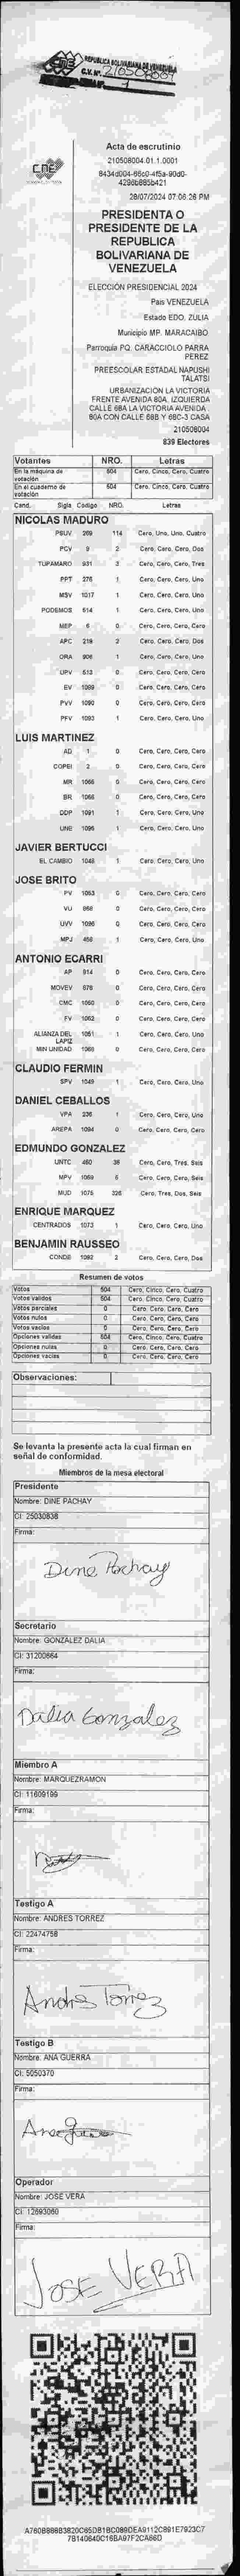 REPUBLICA BOLIVARIANA DE VENEZUELA
CNE
C.V. Nº: 210508004
1
Acta de escrutinio
CNE
210508004.01.1.0001
28/07/2024 07:06:26 PM
PRESIDENTA O
PRESIDENTE DE LA
REPUBLICA
BOLIVARIANA DE
VENEZUELA
ELECCIÓN PRESIDENCIAL 2024
Pais VENEZUELA
Estado EDO. ZULIA
Municipio MP. MARACAIBO
Parroquia PQ. CARACCIOLO PARRA
PEREZ
PREESCOLAR ESTADAL NAPUSHI
TALATSI
URBANIZACIÓN LA VICTORIA
FRENTE AVENIDA 80A. IZQUIERDA
CALLE 68A LA VICTORIA AVENIDA
80A CON CALLE 68B Y 68C-3 CASA
210508004
839 Electores
Votantes NRO. Letras
En la máquina de votación 504 Cero, Cinco, Cero, Cuatro
En el cuaderno de votación 504 Cero, Cinco, Cero, Cuatro
Cand. Sigla Codigo NRO. Letras
NICOLAS MADURO
PSUV 269 114 Cero, Uno, Uno, Cuatro
PCV 9 2 Cero, Cero, Cero, Dos
TUPAMARO 931 3 Cero, Cero, Cero, Tres
PPT 276 1 Cero, Cero, Cero, Uno
MSV 1017 1 Cero, Cero, Cero, Uno
PODEMOS 514 1 Cero, Cero, Cero, Uno
MEP 6 0 Cero, Cero, Cero, Cero
APC 218 2 Cero, Cero, Cero, Dos
ORA 906 1 Cero, Cero, Cero, Uno
UPV 512 0 Cero, Cero, Cero, Cero
EV 1089 0 Cero, Cero, Cero, Cero
PVV 1090 0 Cero, Cero, Cero, Cero
PFV 1093 1 Cero, Cero, Cero, Uno
LUIS MARTINEZ
AD 1 0 Cero, Cero, Cero, Cero
COPEI 2 0 Cero, Cero, Cero, Cero
MR 1066 0 Cero, Cero, Cero, Cero
BR 0 Cero, Cero, Cero, Cero
DDP 1091 1 Cero, Cero, Cero, Uno
UNE 1096 1 Cero, Cero, Cero, Uno
JAVIER BERTUCCI
EL CAMBIO 1048 1 Cero, Cero, Cero, Uno
JOSE BRITO
PV 1053 0 Cero, Cero, Cero, Cero
VU 868 0 Cero, Cero, Cero, Cero
UVV 0 Cero, Cero, Cero, Cero
MPJ 458 1 Cero, Cero, Cero, Uno
ANTONIO ECARRI
AP 914 0 Cero, Cero, Cero, Cero
MOVEV 878 0 Cero, Cero, Cero, Cero
CMC 1050 0 Cero, Cero, Cero, Cero
FV 1052 0 Cero, Cero, Cero, Cero
ALIANZA DEL LAPIZ 1051 1 Cero, Cero, Cero, Uno
MIN UNIDAD 1069 0 Cero, Cero, Cero, Cero
CLAUDIO FERMIN
SPV 1049 1 Cero, Cero, Cero, Uno
DANIEL CEBALLOS
VPA 236 1 Cero, Cero, Cero, Uno
AREPA 1094 0 Cero, Cero, Cero, Cero
EDMUNDO GONZALEZ
UNTC 460 36 Cero, Cero, Tres, Seis
MPV 1059 6 Cero, Cero, Cero, Seis
MUD 1075 326 Cero, Tres, Dos, Seis
ENRIQUE MARQUEZ
CENTRADOS 1073 1 Cero, Cero, Cero, Uno
BENJAMIN RAUSSEO
CONDE 1092 2 Cero, Cero, Cero, Dos
Resumen de votos
Votos 504 Cero, Cinco, Cero, Cuatro
Votos validos 504 Cero, Cinco, Cero, Cuatro
Votos parciales 0 Cero, Cero, Cero, Cero
Votos nulos 0 Cero, Cero, Cero, Cero
Votos vacios 0 Cero, Cero, Cero, Cero
Opciones validas 504 Cero, Cinco, Cero, Cuatro
Opciones nulas 0 Cero, Cero, Cero, Cero
Opciones vacias 0 Cero, Cero, Cero, Cero
Observaciones:
Se levanta la presente acta la cual firman en
señal de conformidad.
Miembros de la mesa electoral
Presidente
Nombre: DINE PACHAY
CI: 25030838
Firma:
Dine Pachay
Secretario
Nombre: GONZALEZ DALIA
CI: 31200664
Firma:
Dalia Gonzalez
Miembro A
Nombre: MARQUEZRAMON
CI: 11609199
Firma:
Testigo A
Nombre: ANDRES TORREZ
CI: 22474758
Firma:
Andres Torrez
Testigo B
Nombre: ANA GUERRA
CI: 5050370
Firma:
Operador
Nombre: JOSE VERA
CI: 12693060
Firma:
JOSE VERA